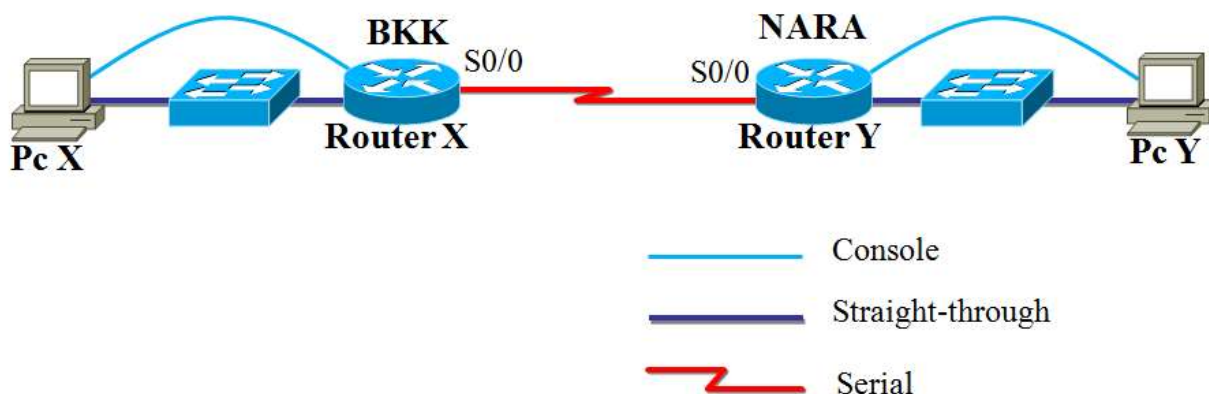 BKK
NARA
S0/0
S0/0
Pc X
Router X
Router Y
Pc Y
Console
Straight-through
Serial